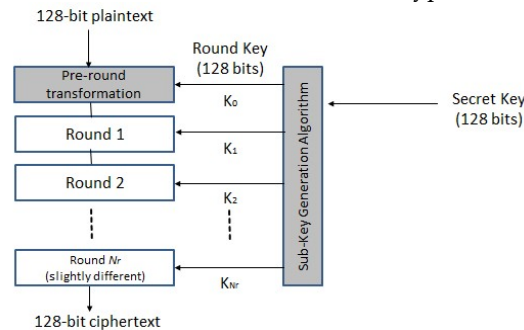 128-bit plaintext
Round Key
(128 bits)
Pre-round
transformation
K0
Secret Key
(128 bits)
Round 1
K1
Round 2
K2
Sub-Key Generation Algorithm
Round Nr
(slightly different)
KNr
128-bit ciphertext